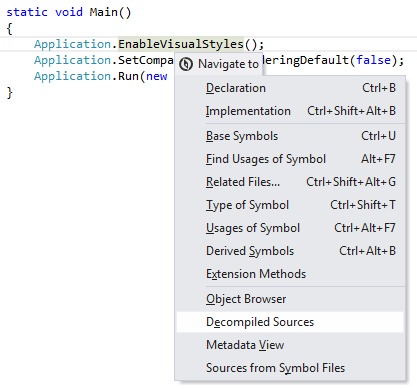 static void Main()
{
Application.EnableVisualStyles();
Application.SetCompa
deringDefault(false);
Application.Run(new
}
Navigate to
Declaration Ctrl+B
Implementation Ctrl+Shift+Alt+B
Base Symbols Ctrl+U
Find Usages of Symbol Alt+F7
Related Files... Ctrl+Shift+Alt+G
Type of Symbol Ctrl+Shift+T
Usages of Symbol Ctrl+Alt+F7
Derived Symbols Ctrl+Alt+B
Extension Methods
Object Browser
Decompiled Sources
Metadata View
Sources from Symbol Files